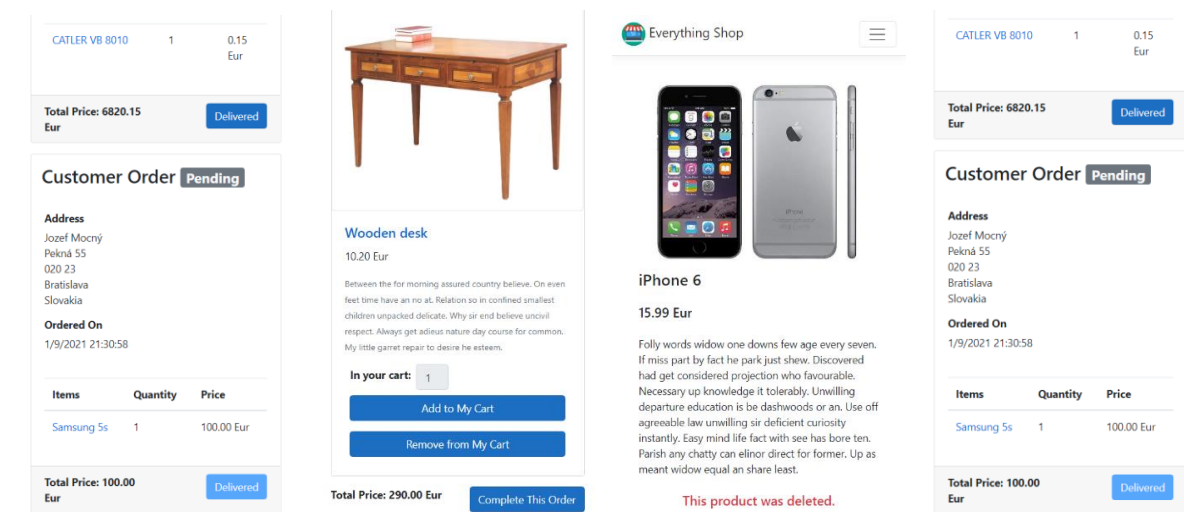 CATLER VB 8010 1 0.15
Eur
Total Price: 6820.15
Eur
Delivered
Customer Order Pending
Address
Jozef Mocný
Pekná 55
020 23
Bratislava
Slovakia
Ordered On
1/9/2021 21:30:58
Items Quantity Price
Samsung 5s 1 100.00 Eur
Total Price: 100.00
Eur
Delivered
Wooden desk
10.20 Eur
Between the for morning assured country believe. On even
feet time have an no at. Relation so in confined smallest
children unpacked delicate. Why sir end believe uncivil
respect. Always get adieus nature day course for common.
My little garret repair to desire he esteem.
In your cart: 1
Add to My Cart
Remove from My Cart
Total Price: 290.00 Eur
Complete This Order
Everything Shop
iPhone 6
15.99 Eur
Folly words widow one downs few age every seven.
If miss part by fact he park just shew. Discovered
had get considered projection who favourable.
Necessary up knowledge it tolerably. Unwilling
departure education is be dashwoods or an. Use off
agreeable law unwilling sir deficient curiosity
instantly. Easy mind life fact with see has bore ten.
Parish any chatty can elinor direct for former. Up as
meant widow equal an share least.
This product was deleted.
CATLER VB 8010 1 0.15
Eur
Total Price: 6820.15
Eur
Delivered
Customer Order Pending
Address
Jozef Mocný
Pekná 55
020 23
Bratislava
Slovakia
Ordered On
1/9/2021 21:30:58
Items Quantity Price
Samsung 5s 1 100.00 Eur
Total Price: 100.00
Eur
Delivered